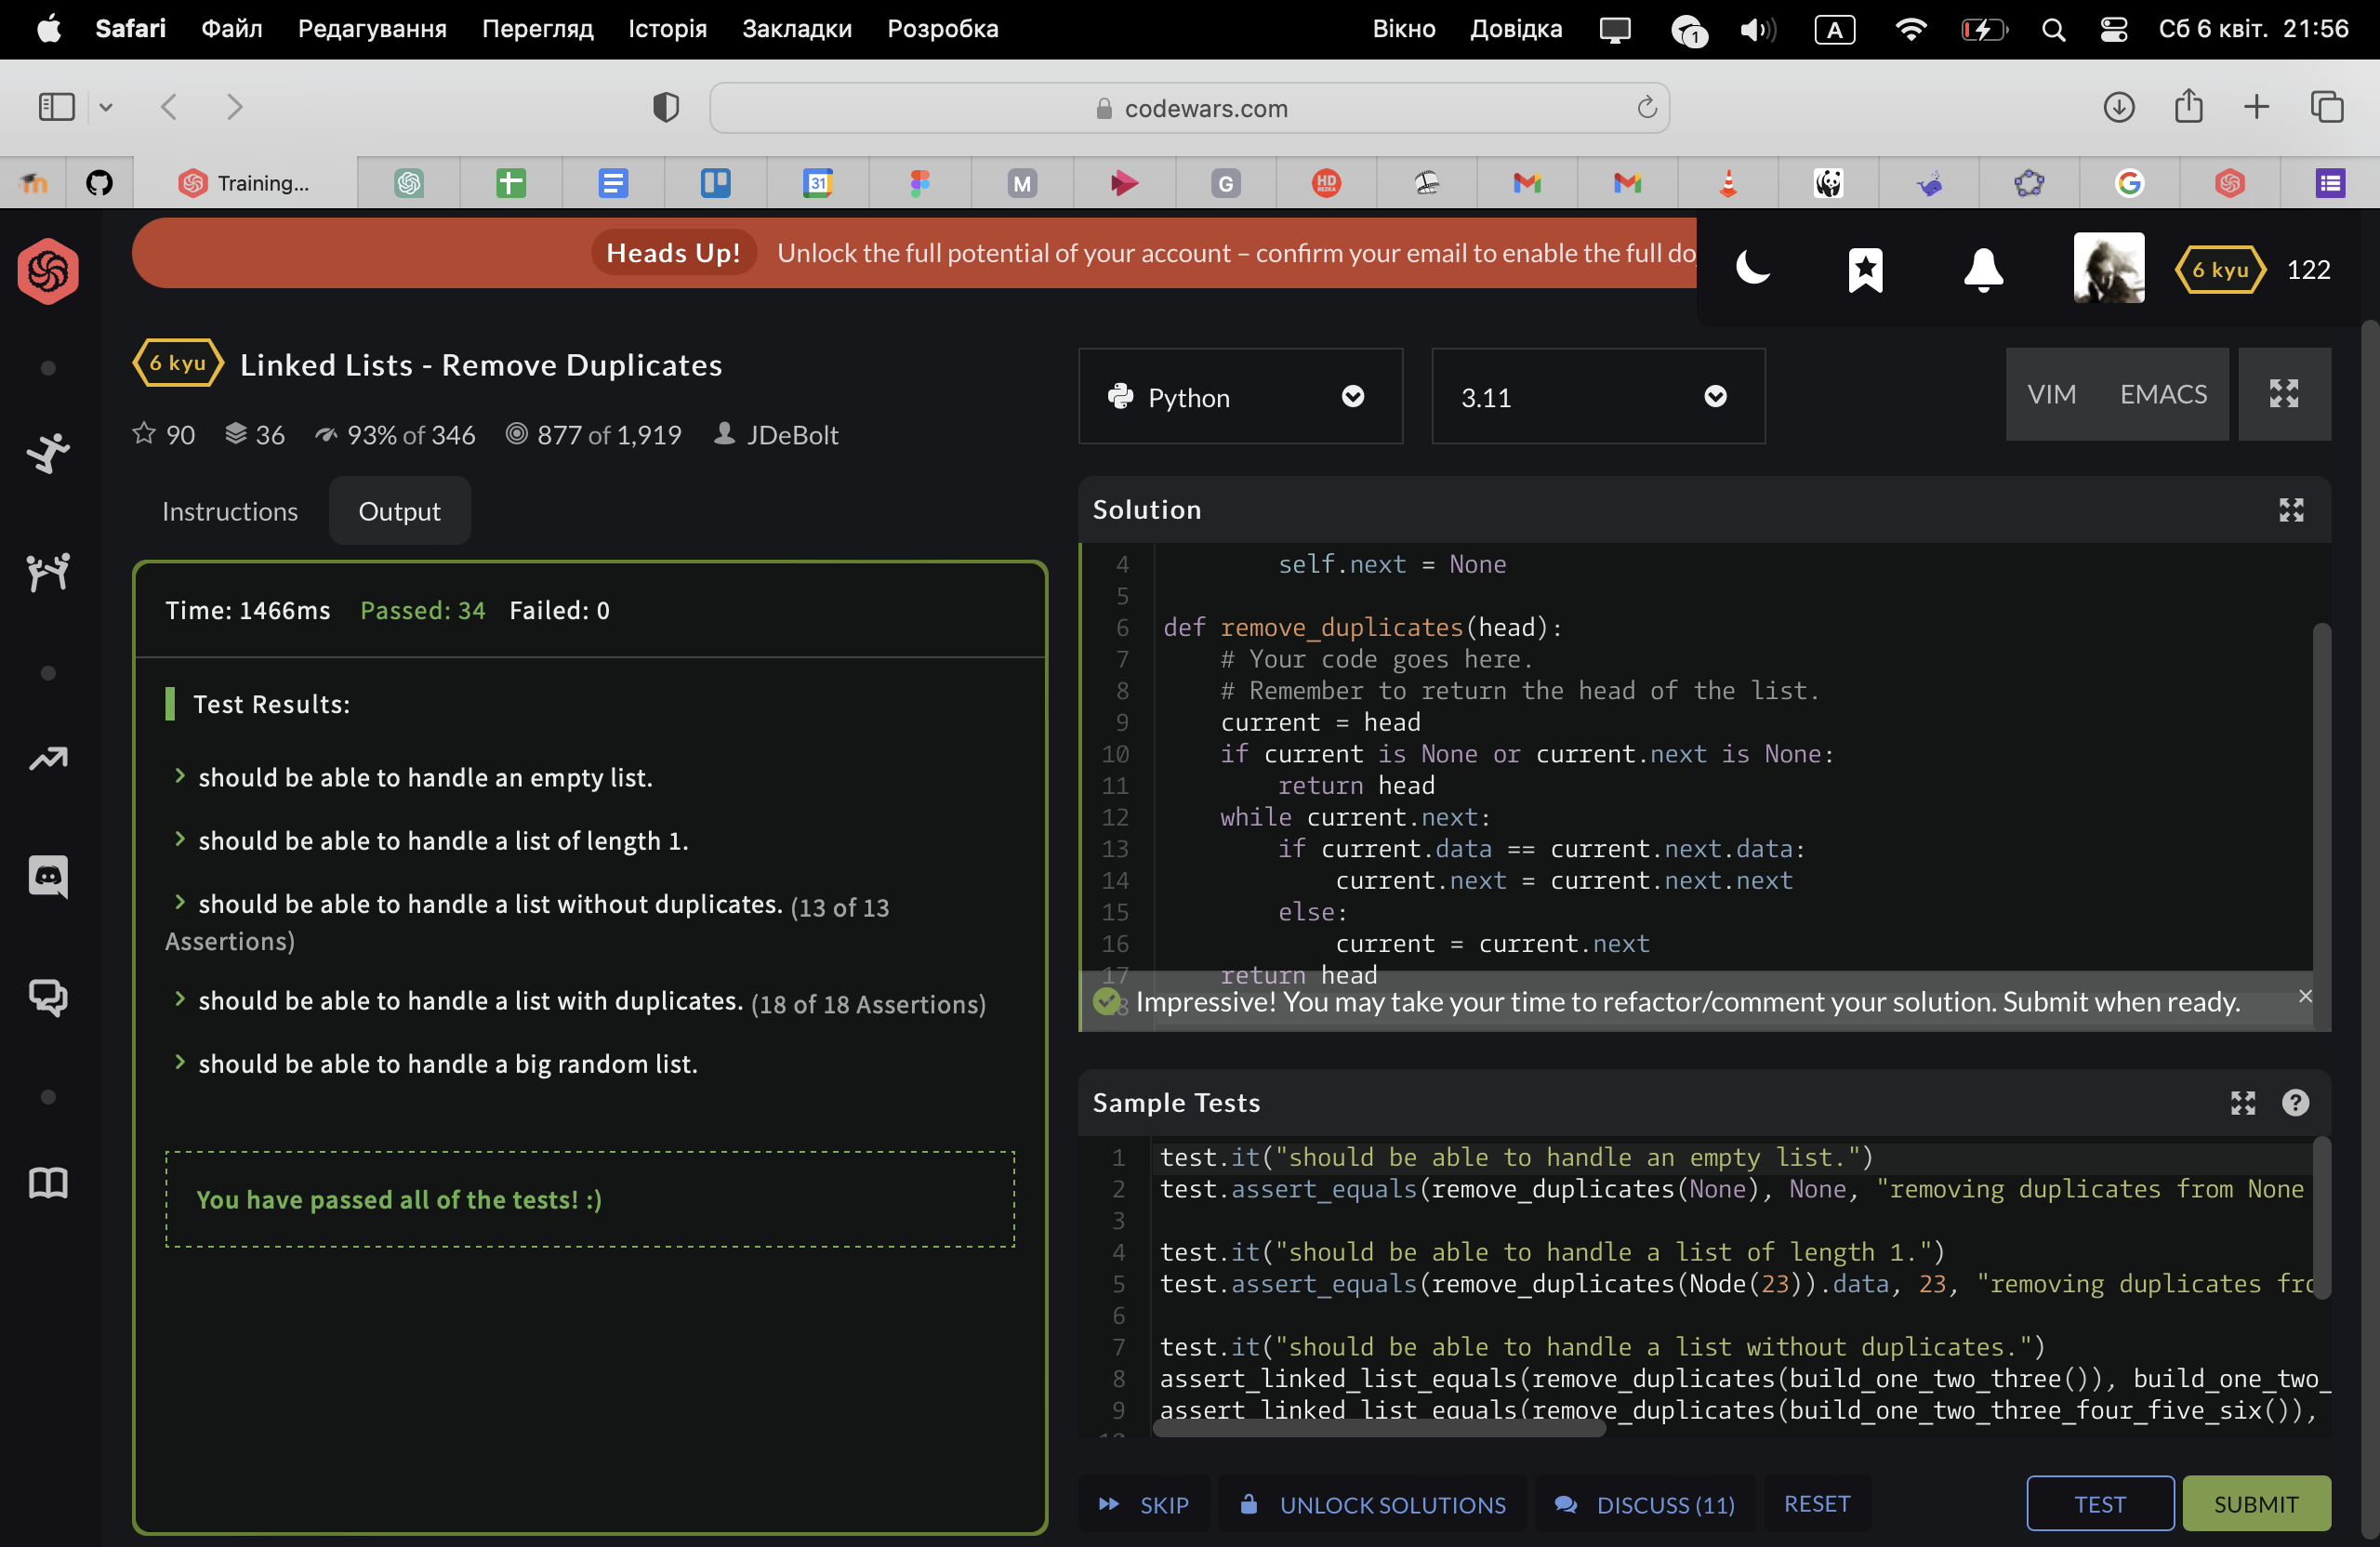 Safari Файл Редагування Перегляд Історія Закладки Розробка Вікно Довідка 1 A Сб 6 квіт. 21:56
codewars.com
m Training... 31 M G HD REZKA G
Heads Up! Unlock the full potential of your account – confirm your email to enable the full do
6 kyu 122
6 kyu Linked Lists - Remove Duplicates
90 36 93% of 346 877 of 1,919 JDeBolt
Python 3.11 VIM EMACS
Instructions Output
Time: 1466ms Passed: 34 Failed: 0
Test Results:
should be able to handle an empty list.
should be able to handle a list of length 1.
should be able to handle a list without duplicates. (13 of 13
Assertions)
should be able to handle a list with duplicates. (18 of 18 Assertions)
should be able to handle a big random list.
You have passed all of the tests! :)
Solution
4 self.next = None
5
6 def remove_duplicates(head):
7 # Your code goes here.
8 # Remember to return the head of the list.
9 current = head
10 if current is None or current.next is None:
11 return head
12 while current.next:
13 if current.data == current.next.data:
14 current.next = current.next.next
15 else:
16 current = current.next
17 return head
Impressive! You may take your time to refactor/comment your solution. Submit when ready.
Sample Tests
1 test.it("should be able to handle an empty list.")
2 test.assert_equals(remove_duplicates(None), None, "removing duplicates from None
3
4 test.it("should be able to handle a list of length 1.")
5 test.assert_equals(remove_duplicates(Node(23)).data, 23, "removing duplicates fro
6
7 test.it("should be able to handle a list without duplicates.")
8 assert_linked_list_equals(remove_duplicates(build_one_two_three()), build_one_two_
9 assert_linked_list_equals(remove_duplicates(build_one_two_three_four_five_six()),
SKIP UNLOCK SOLUTIONS DISCUSS (11) RESET TEST SUBMIT